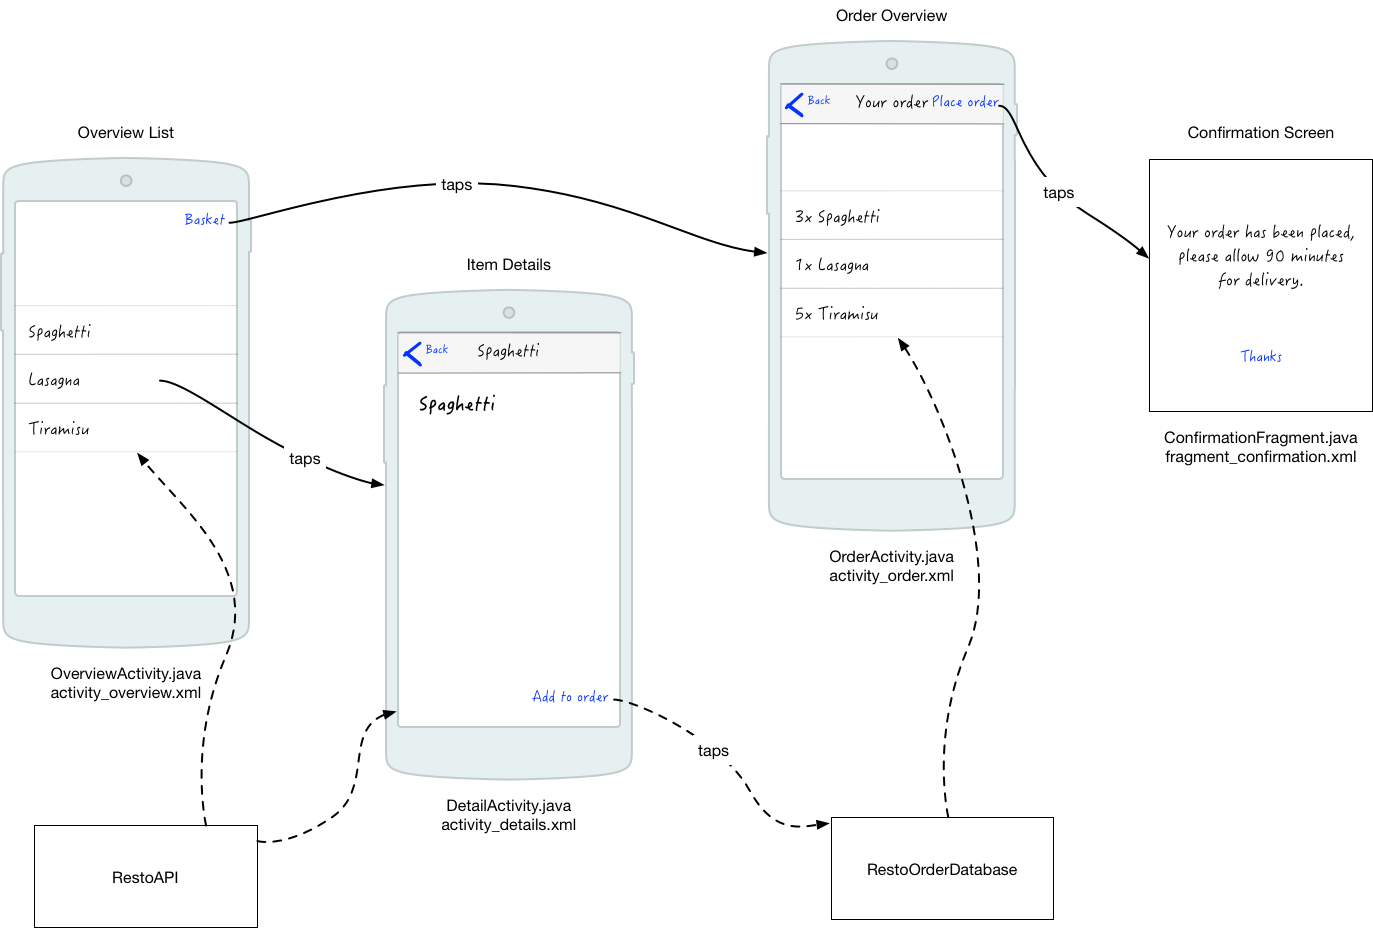 Order Overview
Back Your order Place order
3x Spaghetti
1x Lasagna
5x Tiramisu
OrderActivity.java
activity_order.xml
Overview List
Basket
taps
Spaghetti
Lasagna
Tiramisu
OverviewActivity.java
activity_overview.xml
taps
Item Details
Back Spaghetti
Spaghetti
Add to order
DetailActivity.java
activity_details.xml
taps
taps
Confirmation Screen
Your order has been placed,
please allow 90 minutes
for delivery.
Thanks
ConfirmationFragment.java
fragment_confirmation.xml
RestoAPI
RestoOrderDatabase